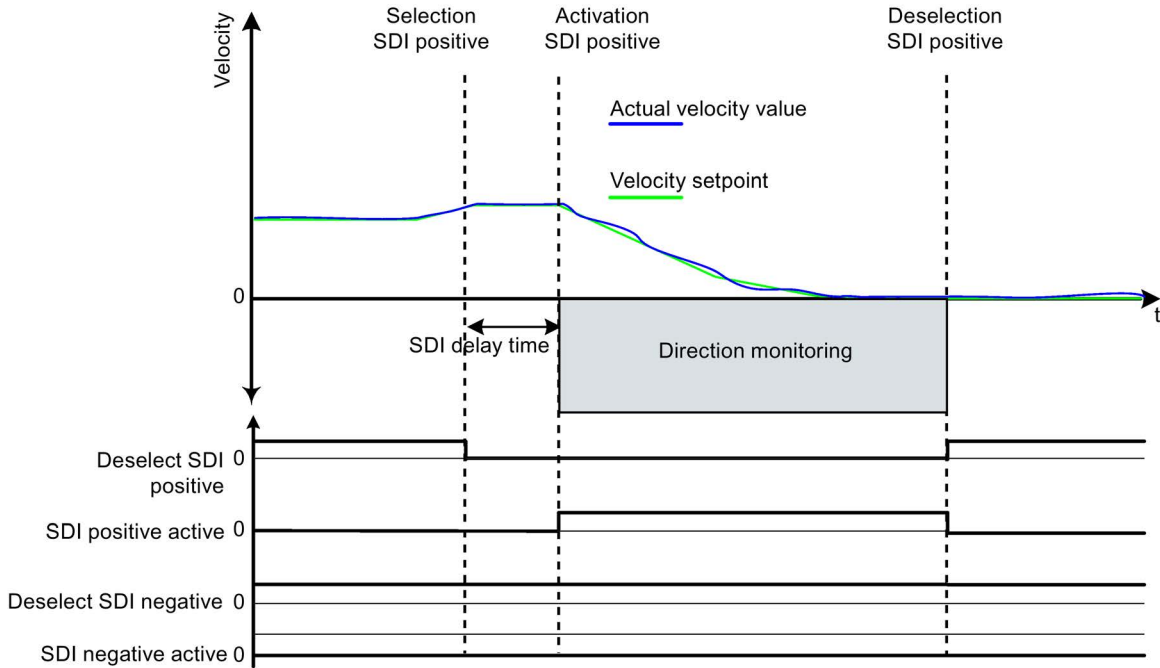 Selection
SDI positive
Activation
SDI positive
Deselection
SDI positive
Velocity
Actual velocity value
Velocity setpoint
0
t
SDI delay time
Direction monitoring
Deselect SDI
positive
0
SDI positive active 0
Deselect SDI negative 0
SDI negative active 0